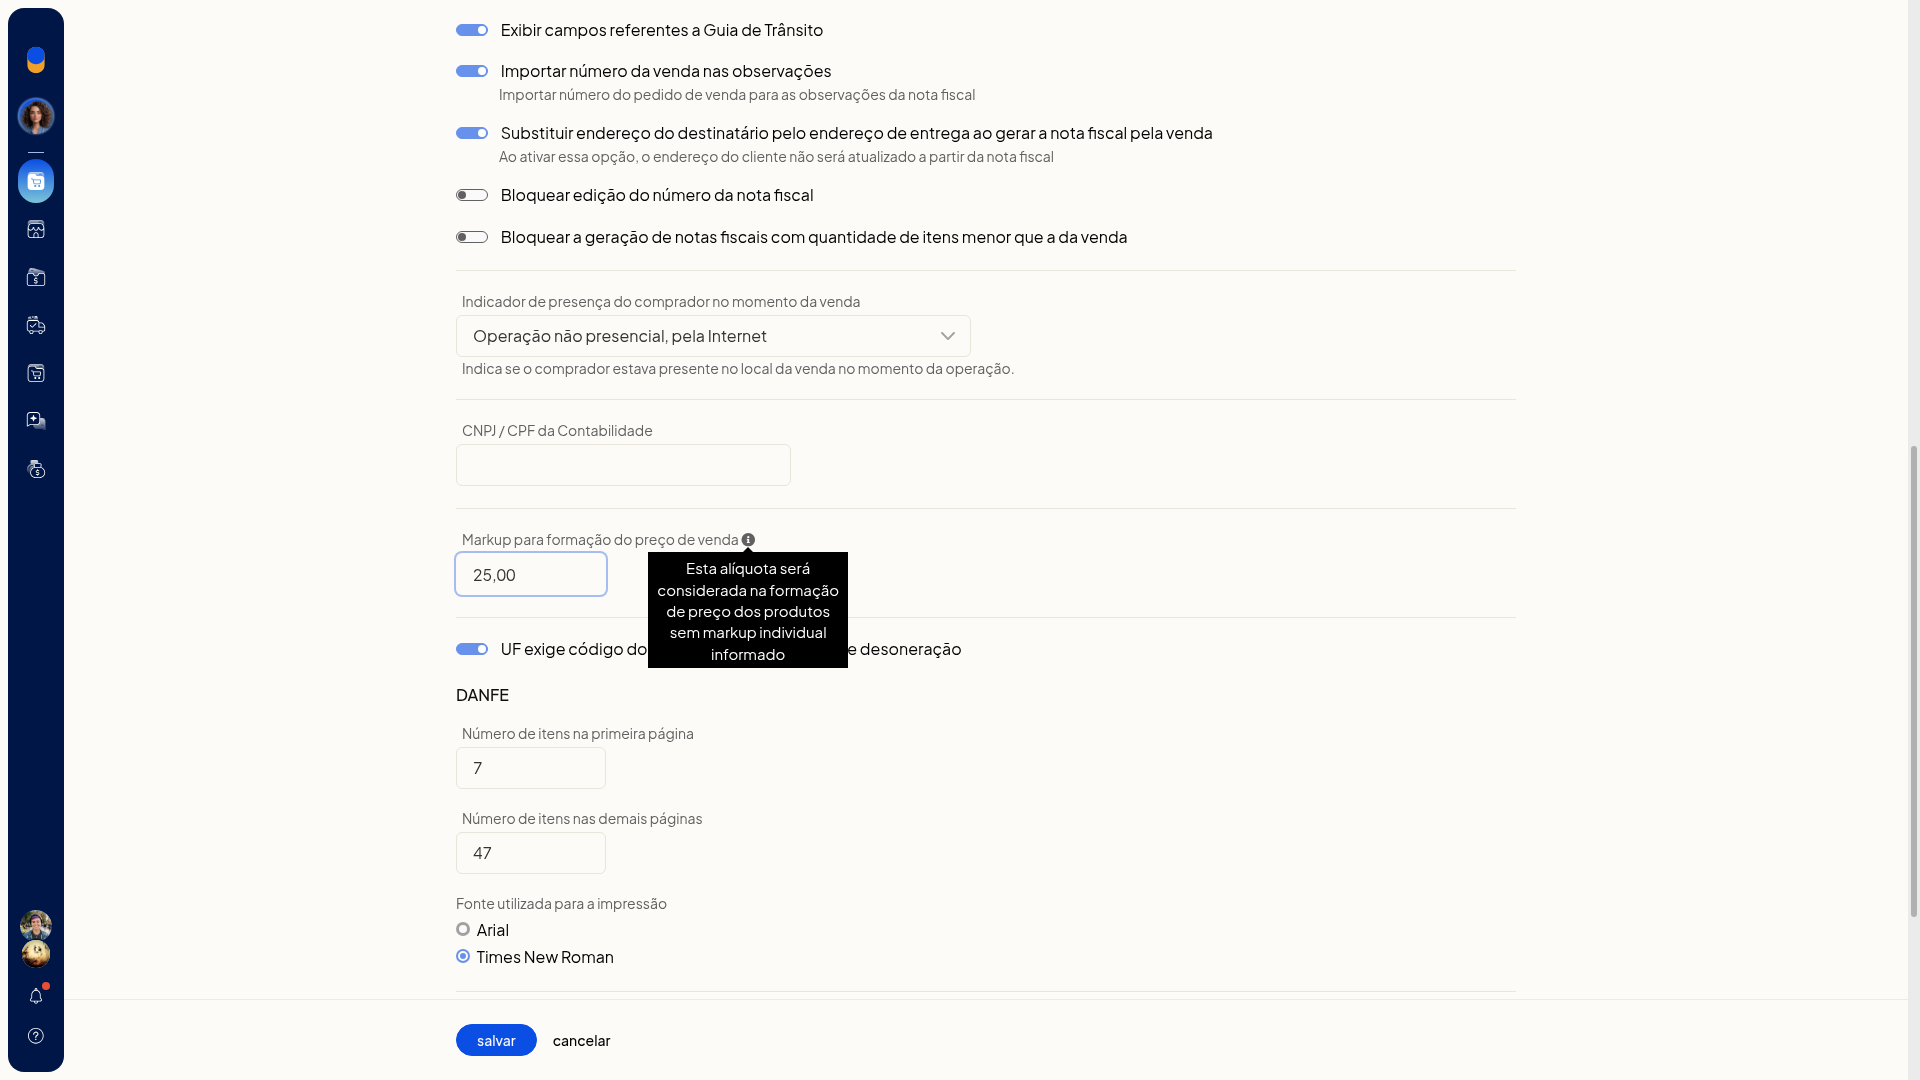 Exibir campos referentes a Guia de Trânsito
Importar número da venda nas observações
Importar número do pedido de venda para as observações da nota fiscal
Substituir endereço do destinatário pelo endereço de entrega ao gerar a nota fiscal pela venda
Ao ativar essa opção, o endereço do cliente não será atualizado a partir da nota fiscal
Bloquear edição do número da nota fiscal
Bloquear a geração de notas fiscais com quantidade de itens menor que a da venda
Indicador de presença do comprador no momento da venda
Operação não presencial, pela Internet
Indica se o comprador estava presente no local da venda no momento da operação.
CNPJ / CPF da Contabilidade
Markup para formação do preço de venda
25,00
Esta alíquota será
considerada na formação
de preço dos produtos
sem markup individual
informado
UF exige código do e desoneração
DANFE
Número de itens na primeira página
7
Número de itens nas demais páginas
47
Fonte utilizada para a impressão
Arial
Times New Roman
salvar cancelar